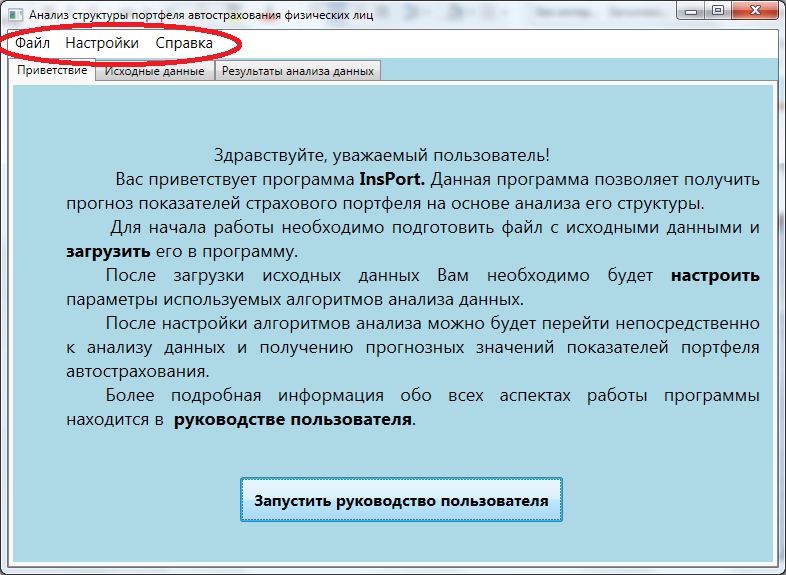 Анализ структуры портфеля автострахования физических лиц
Файл Настройки Справка
Приветствие Исходные данные Результаты анализа данных
Здравствуйте, уважаемый пользователь!
Вас приветствует программа InsPort. Данная программа позволяет получить
прогноз показателей страхового портфеля на основе анализа его структуры.
Для начала работы необходимо подготовить файл с исходными данными и
загрузить его в программу.
После загрузки исходных данных Вам необходимо будет настроить
параметры используемых алгоритмов анализа данных.
После настройки алгоритмов анализа можно будет перейти непосредственно
к анализу данных и получению прогнозных значений показателей портфеля
автострахования.
Более подробная информация обо всех аспектах работы программы
находится в руководстве пользователя.
Запустить руководство пользователя